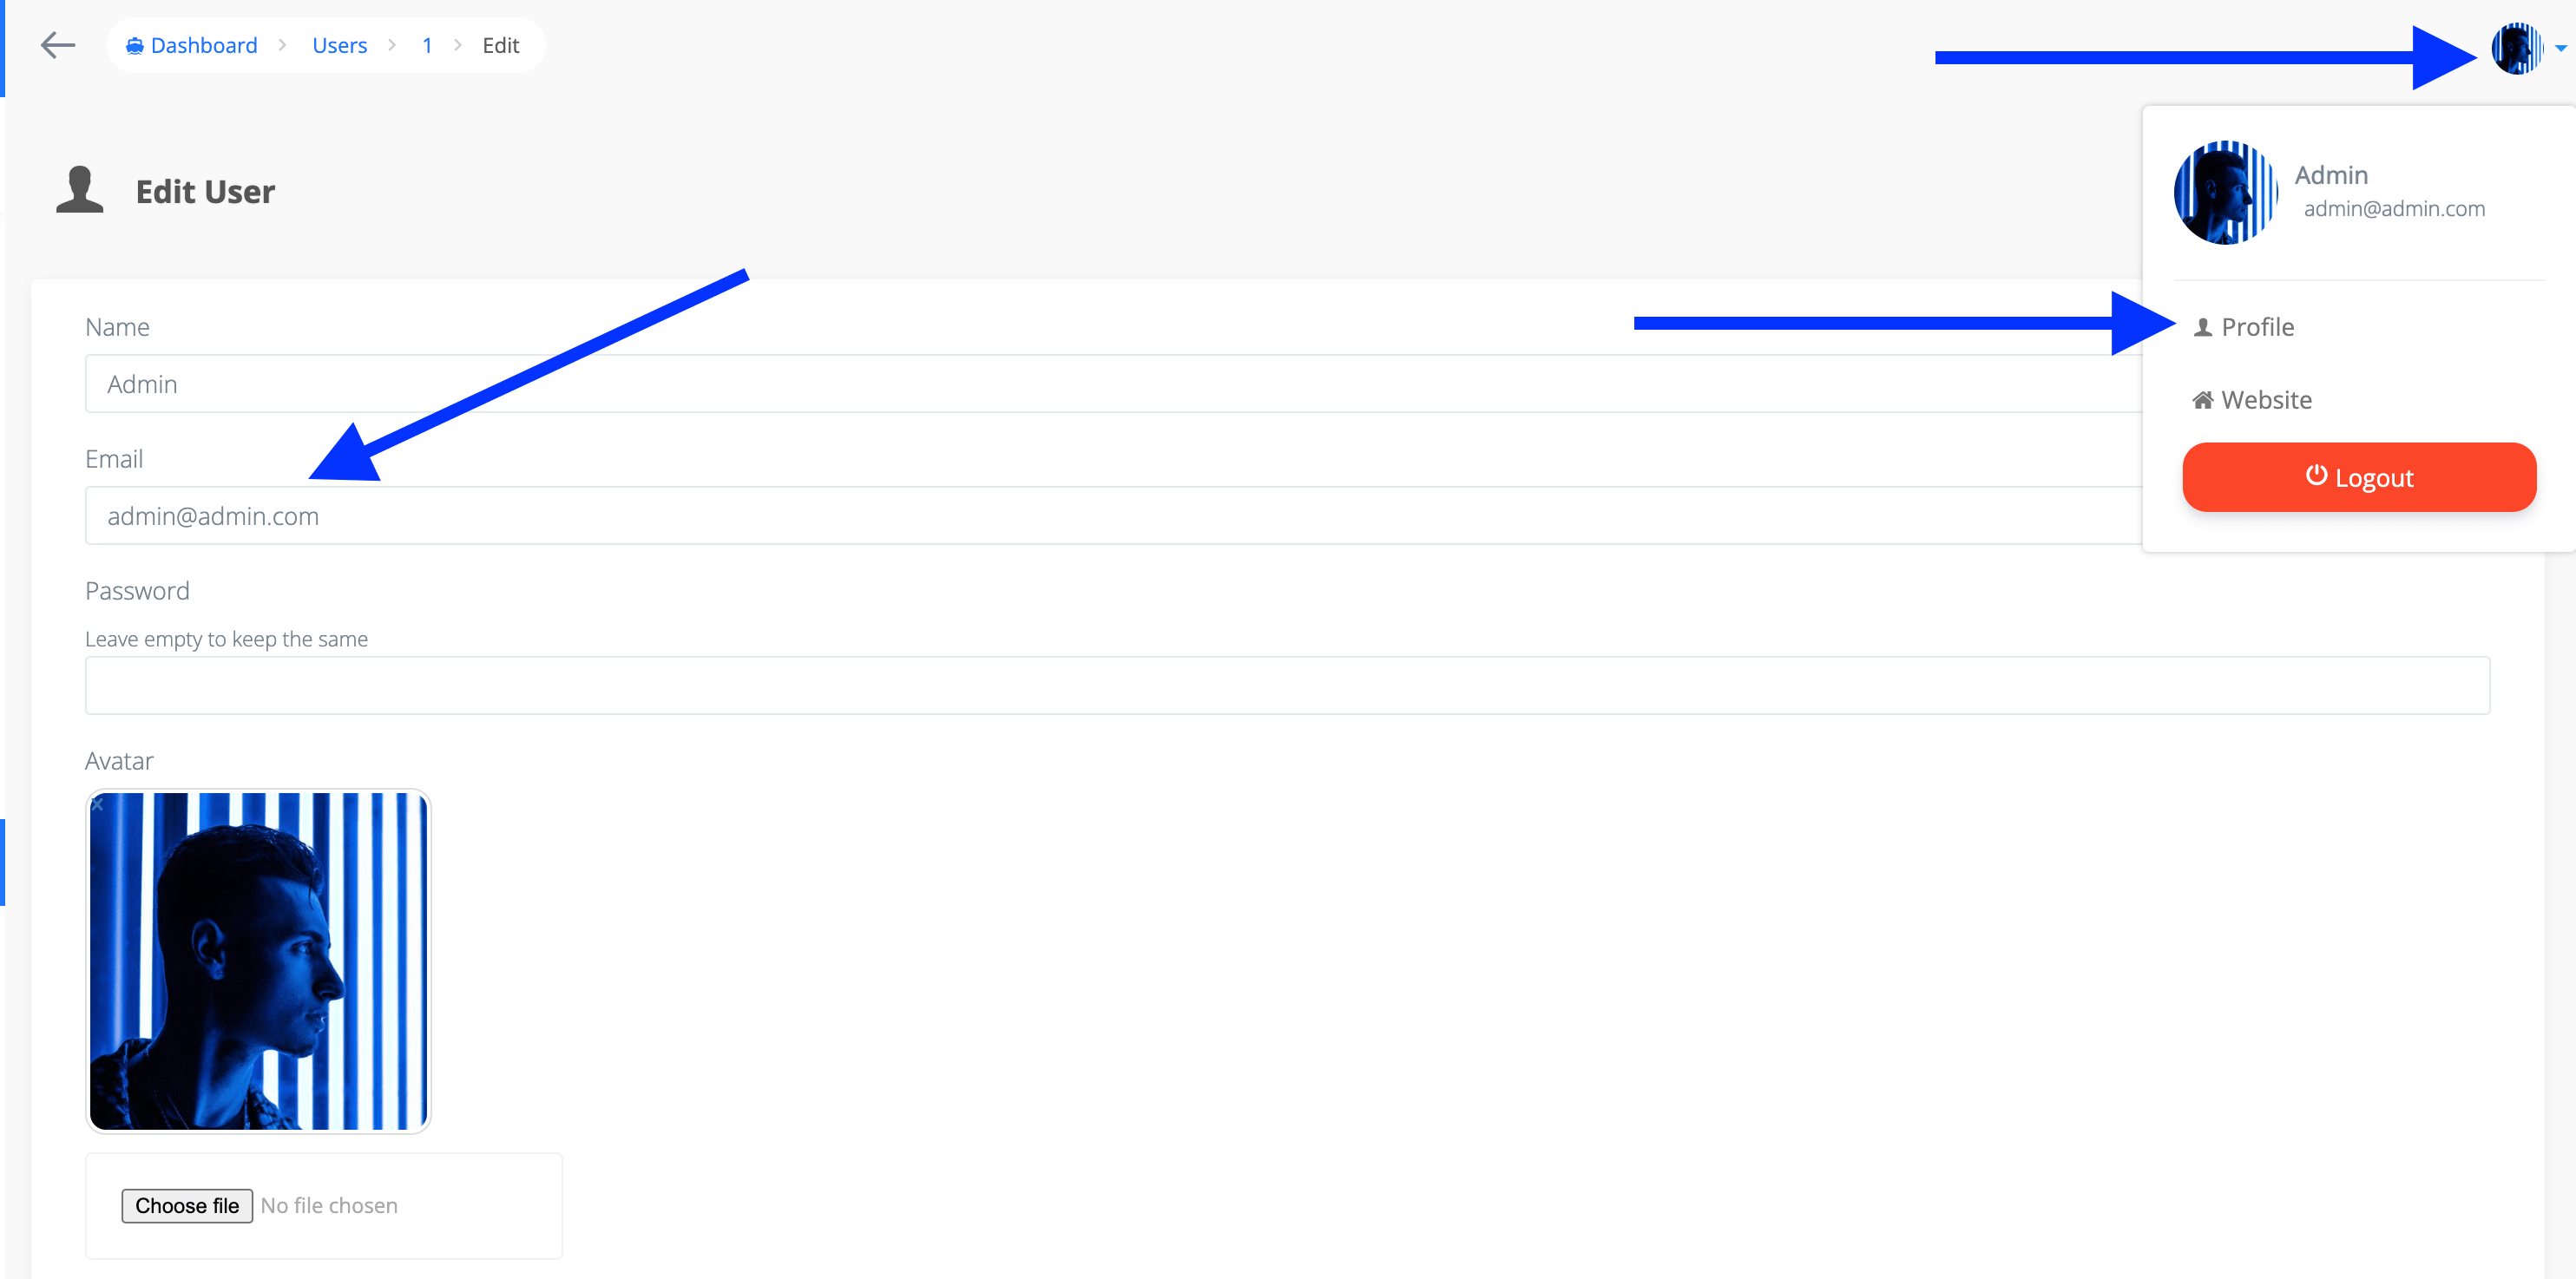 Dashboard > Users > 1 > Edit
Edit User
Admin
admin@admin.com
Profile
Website
Logout
Name
Admin
Email
admin@admin.com
Password
Leave empty to keep the same
Avatar
x
Choose file No file chosen